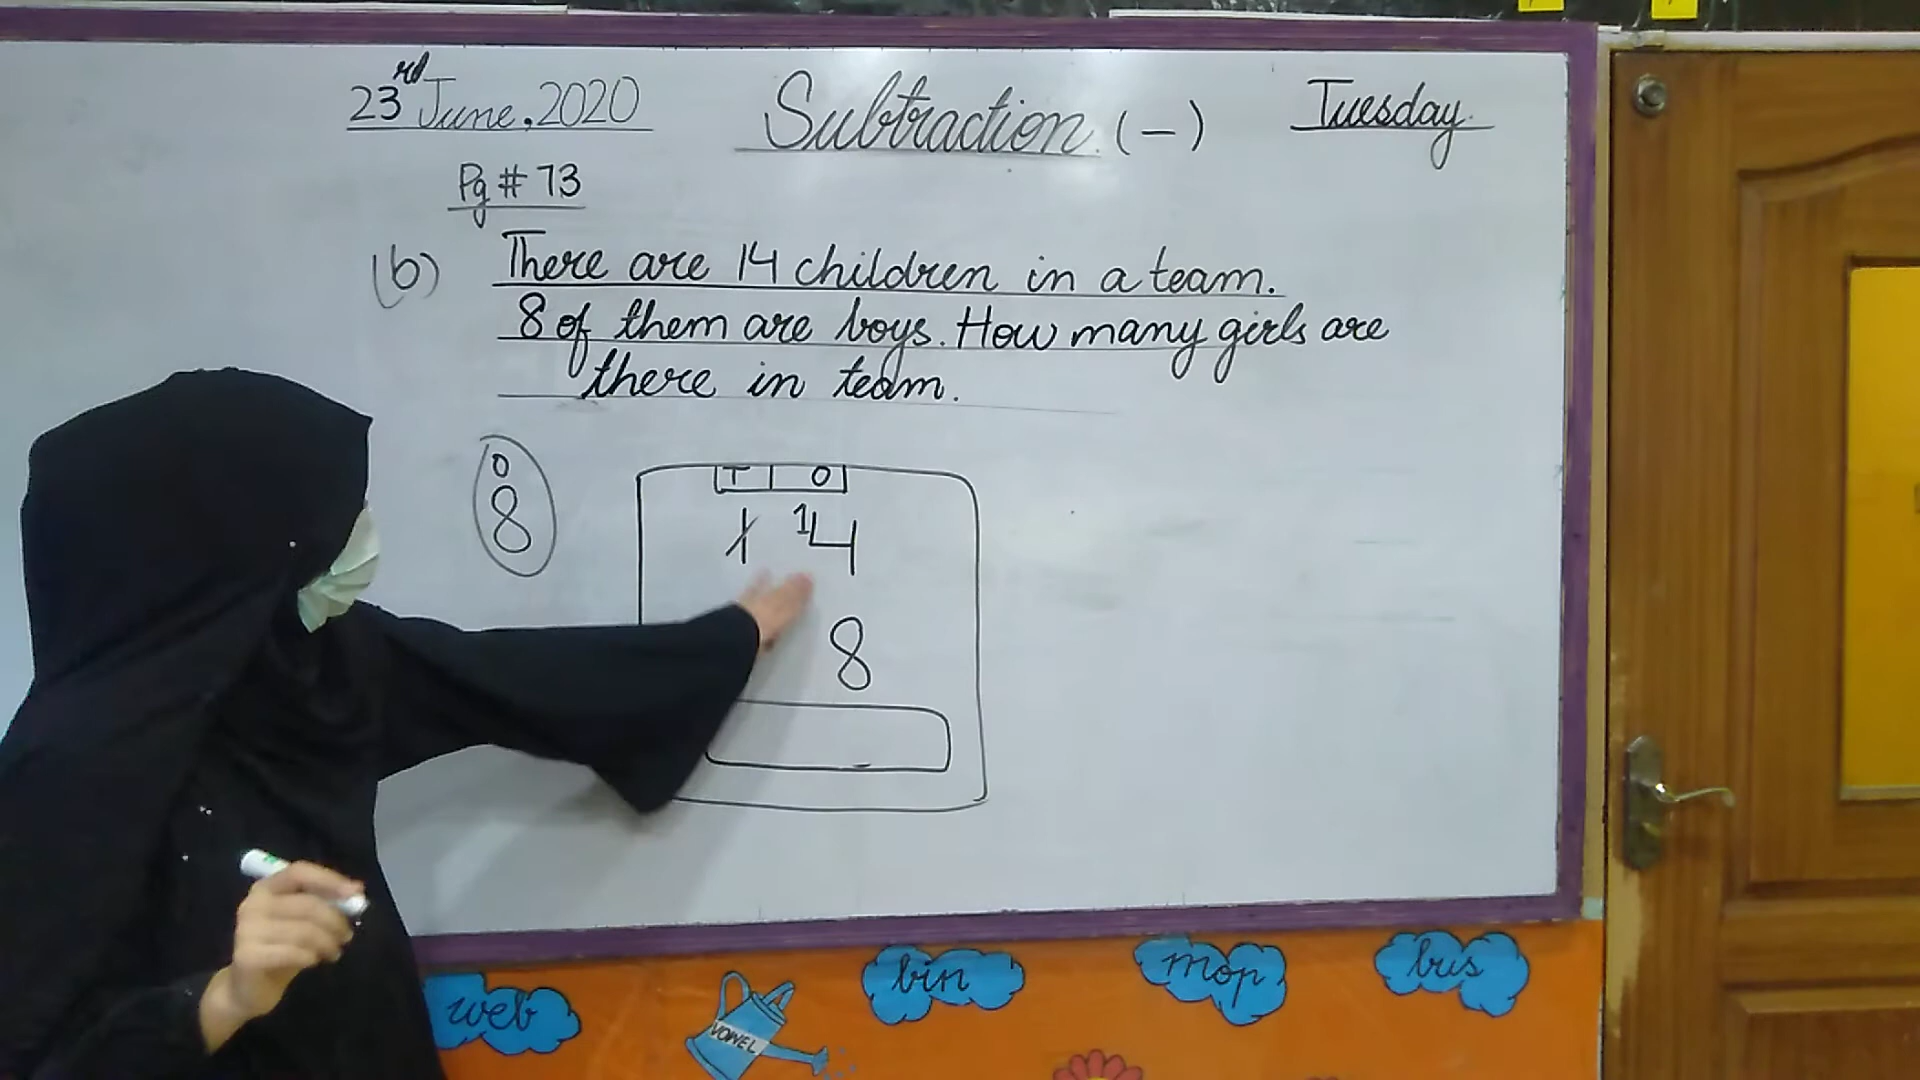 23rd June, 2020
Subtraction. (-)
Tuesday.
Pg # 73
(b) There are 14 children in a team.
8 of them are boys. How many girls are
there in team.
0
8
T O
1 14
8
web
VOWEL
bin
mop
bus